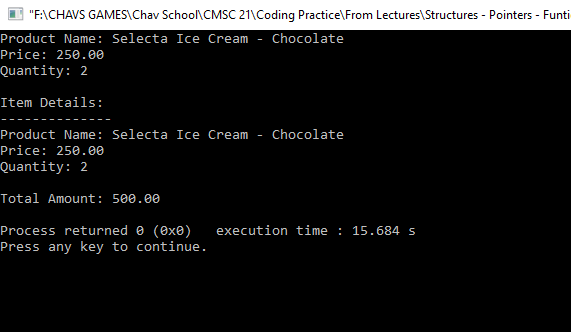 "F:\CHAVS GAMES\Chav School\CMSC 21\Coding Practice\From Lectures\Structures - Pointers - Funti
Product Name: Selecta Ice Cream - Chocolate
Price: 250.00
Quantity: 2
Item Details:
--------------
Product Name: Selecta Ice Cream - Chocolate
Price: 250.00
Quantity: 2
Total Amount: 500.00
Process returned 0 (0x0)   execution time : 15.684 s
Press any key to continue.